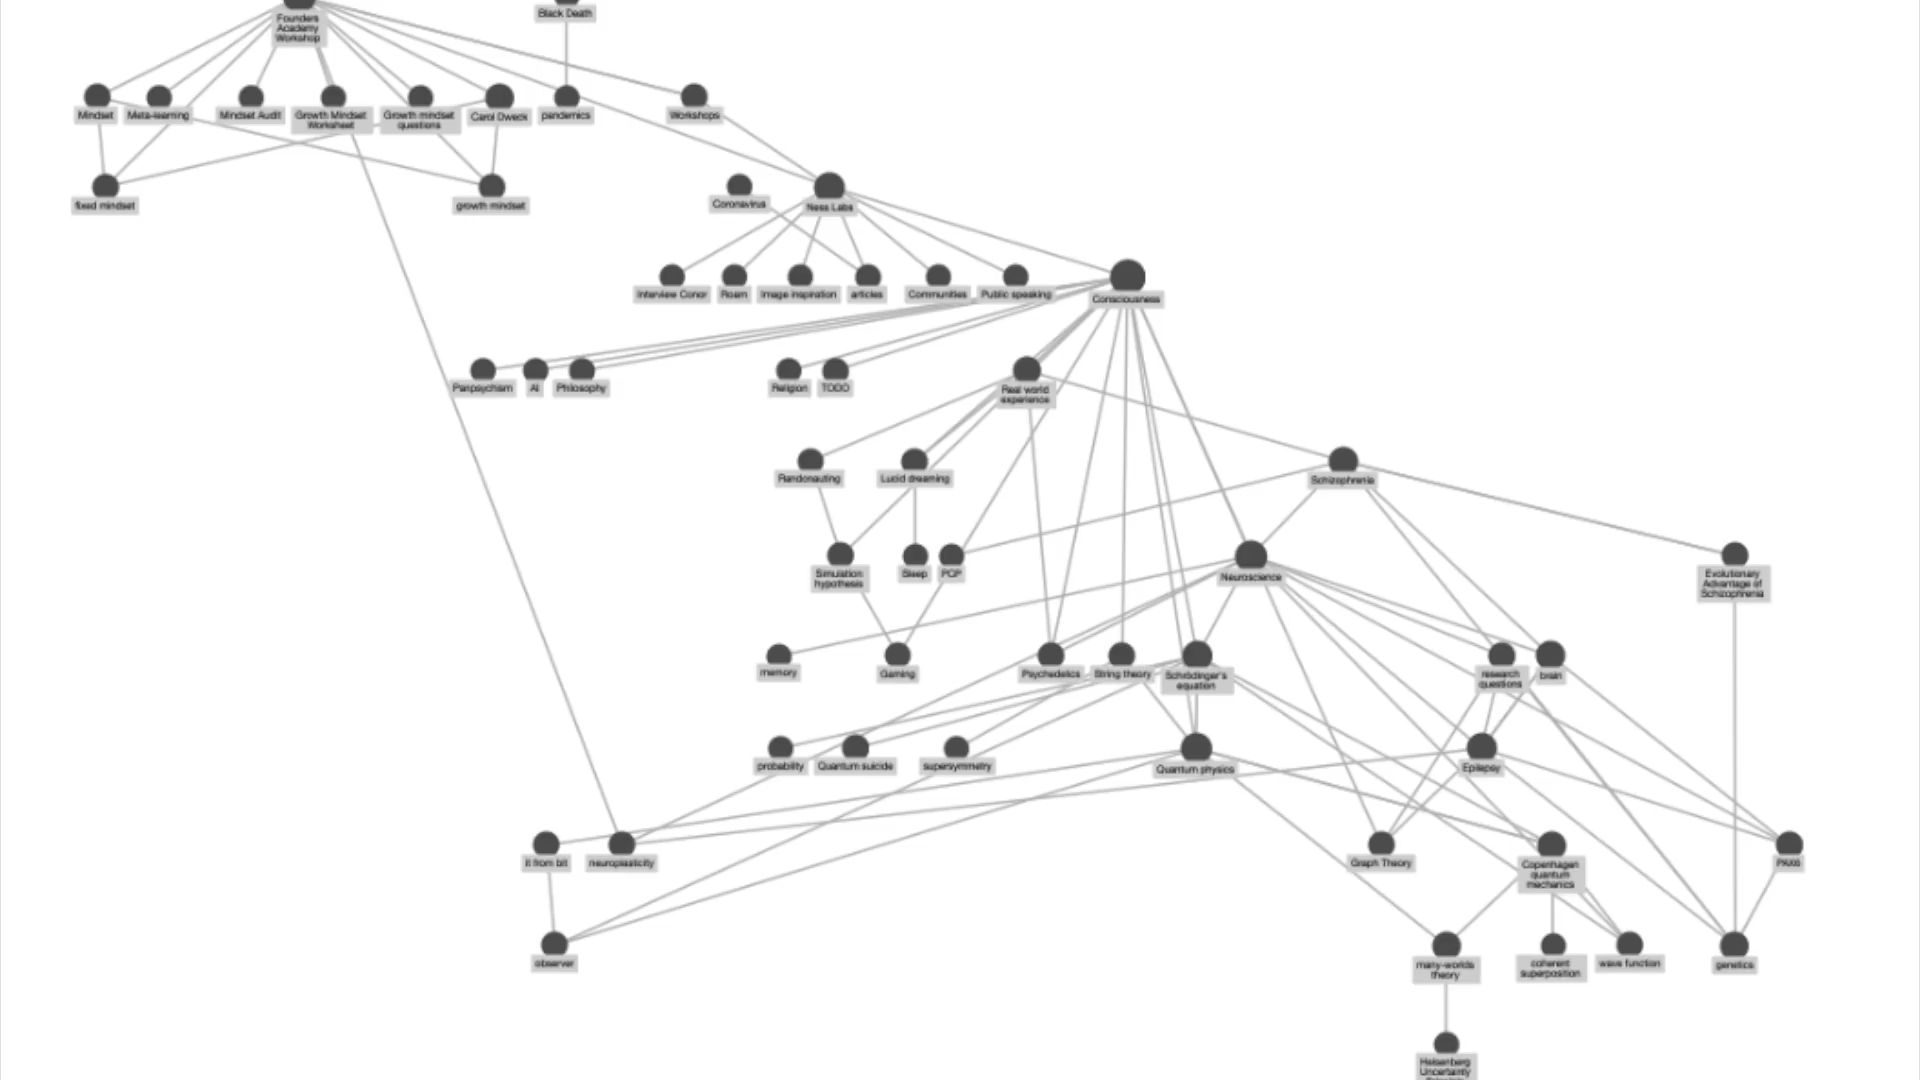 Founders
Academy
Workshop
Black Death
Mindset
Meta-learning
Mindset Audit
Growth Mindset
Worksheet
Growth mindset
questions
Carol Dweck
pandemics
Workshops
fixed mindset
growth mindset
Coronavirus
Ness Labs
Interview Conor
Roam
Image inspiration
articles
Communities
Public speaking
Consciousness
Panpsychism
AI
Philosophy
Religion
TODO
Real world
experience
Randonauting
Lucid dreaming
Schizophrenia
Simulation
hypothesis
Sleep
PCP
Neuroscience
Evolutionary
Advantage of
Schizophrenia
memory
Gaming
Psychedelics
String theory
Schrödinger's
equation
research
questions
brain
probability
Quantum suicide
supersymmetry
Quantum physics
Epilepsy
it from bit
neuroplasticity
Graph Theory
Copenhagen
quantum
mechanics
PAX6
observer
many-worlds
theory
coherent
superposition
wave function
genetics
Heisenberg
Uncertainty